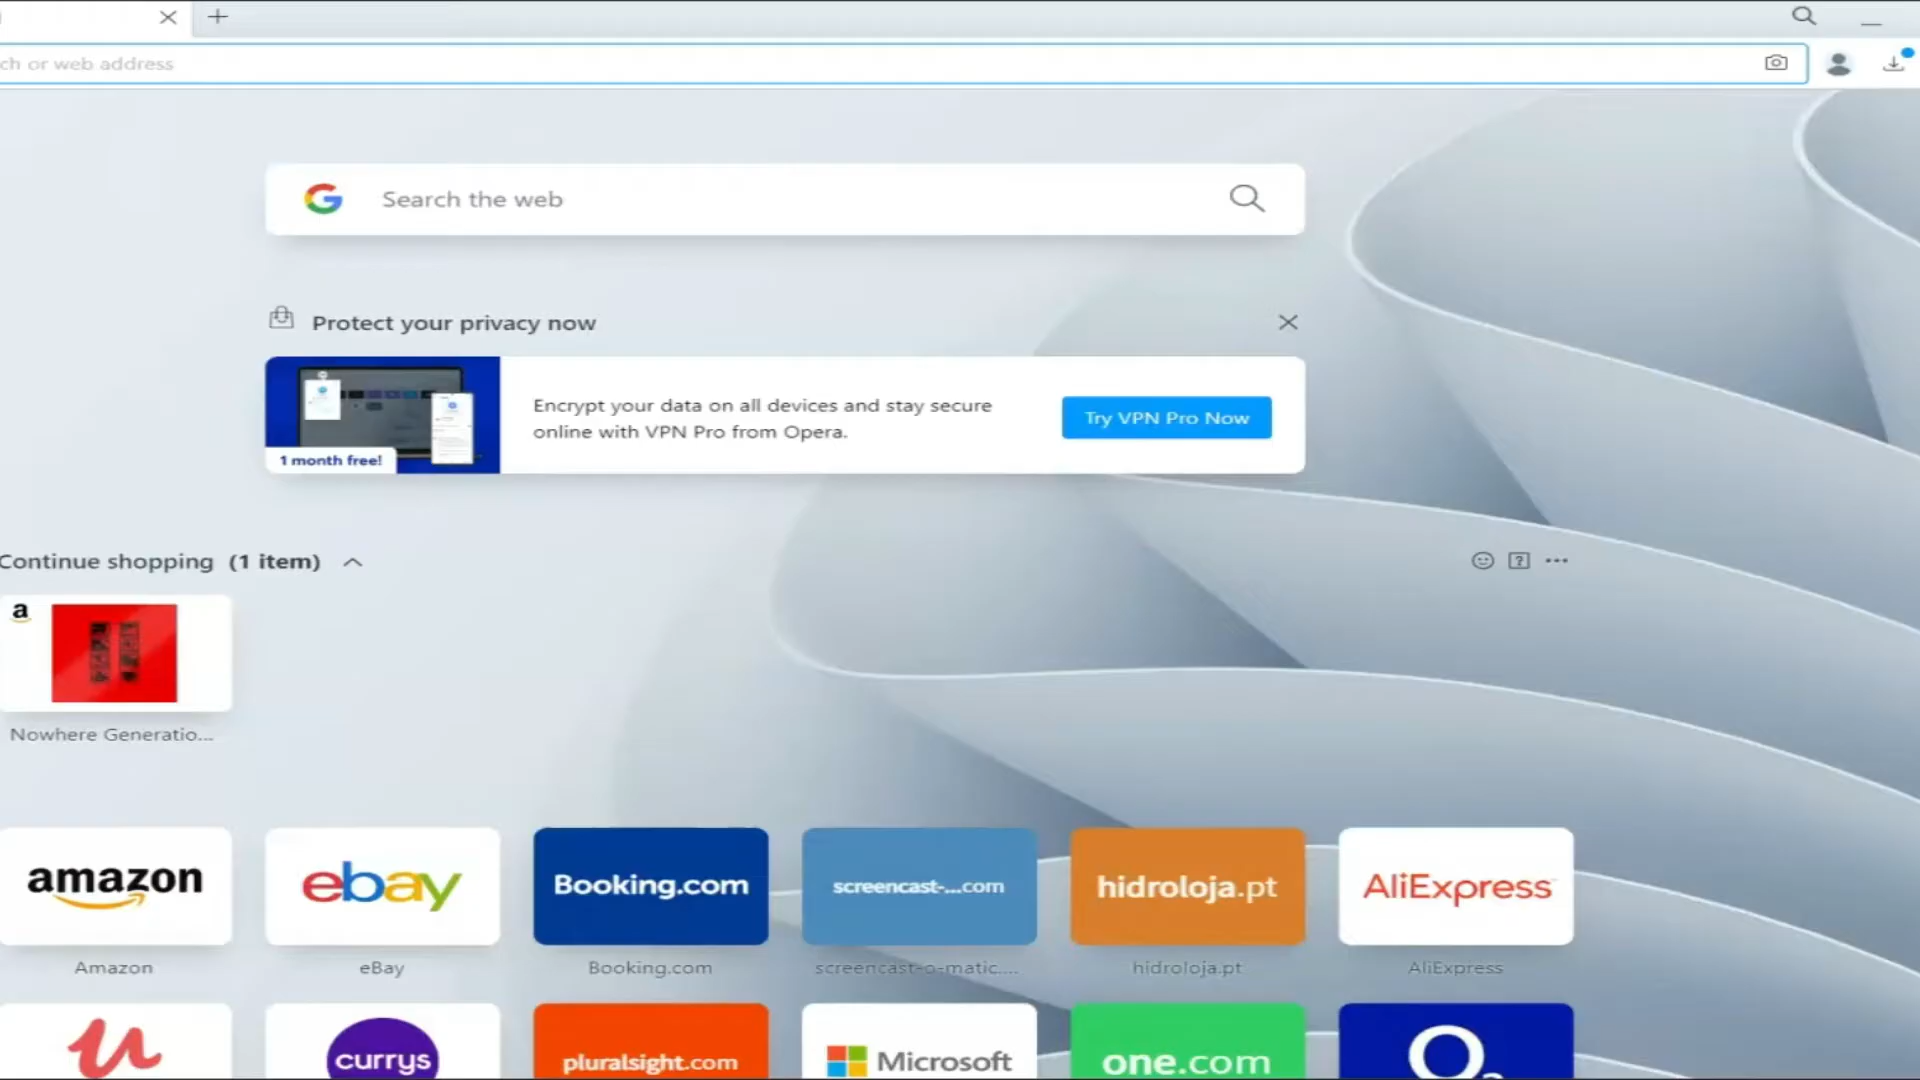 ch or web address
Search the web
Protect your privacy now
1 month free!
Encrypt your data on all devices and stay secure
online with VPN Pro from Opera.
Try VPN Pro Now
Continue shopping (1 item)
a
Nowhere Generatio...
amazon
ebay
Booking.com
screencast-...com
hidroloja.pt
AliExpress
Amazon
eBay
Booking.com
screencast-o-matic....
hidroloja.pt
AliExpress
currys
pluralsight.com
Microsoft
one.com
O2